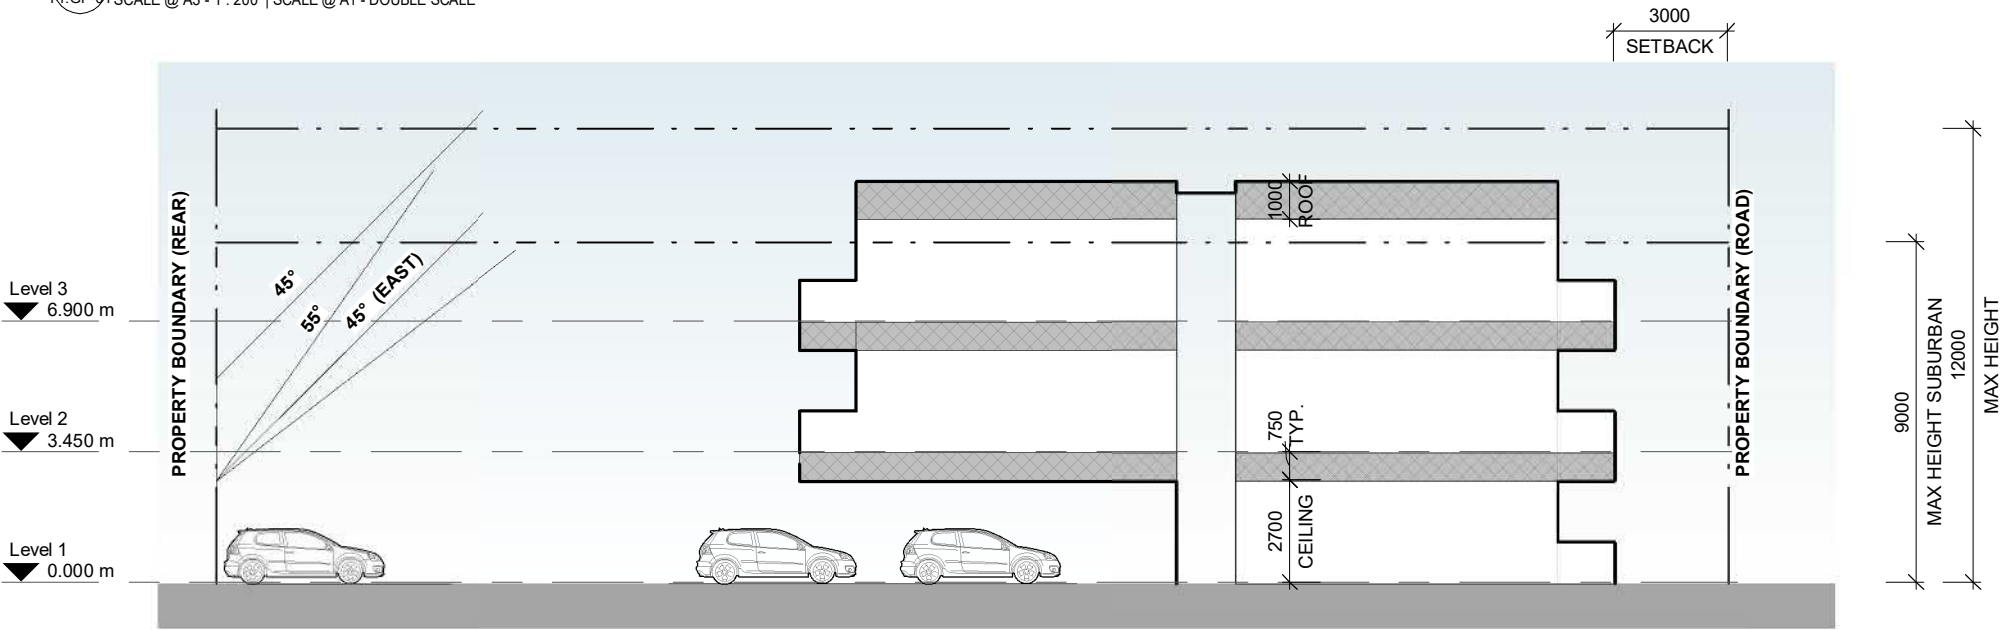 SCALE @ A3 - 1 : 200 | SCALE @ A1 - DOUBLE SCALE
3000
SETBACK
PROPERTY BOUNDARY (REAR)
45°
55°
45° (EAST)
1000
ROOF
PROPERTY BOUNDARY (ROAD)
Level 3
6.900 m
Level 2
3.450 m
750
TYP.
2700
CEILING
Level 1
0.000 m
9000
MAX HEIGHT SUBURBAN
12000
MAX HEIGHT